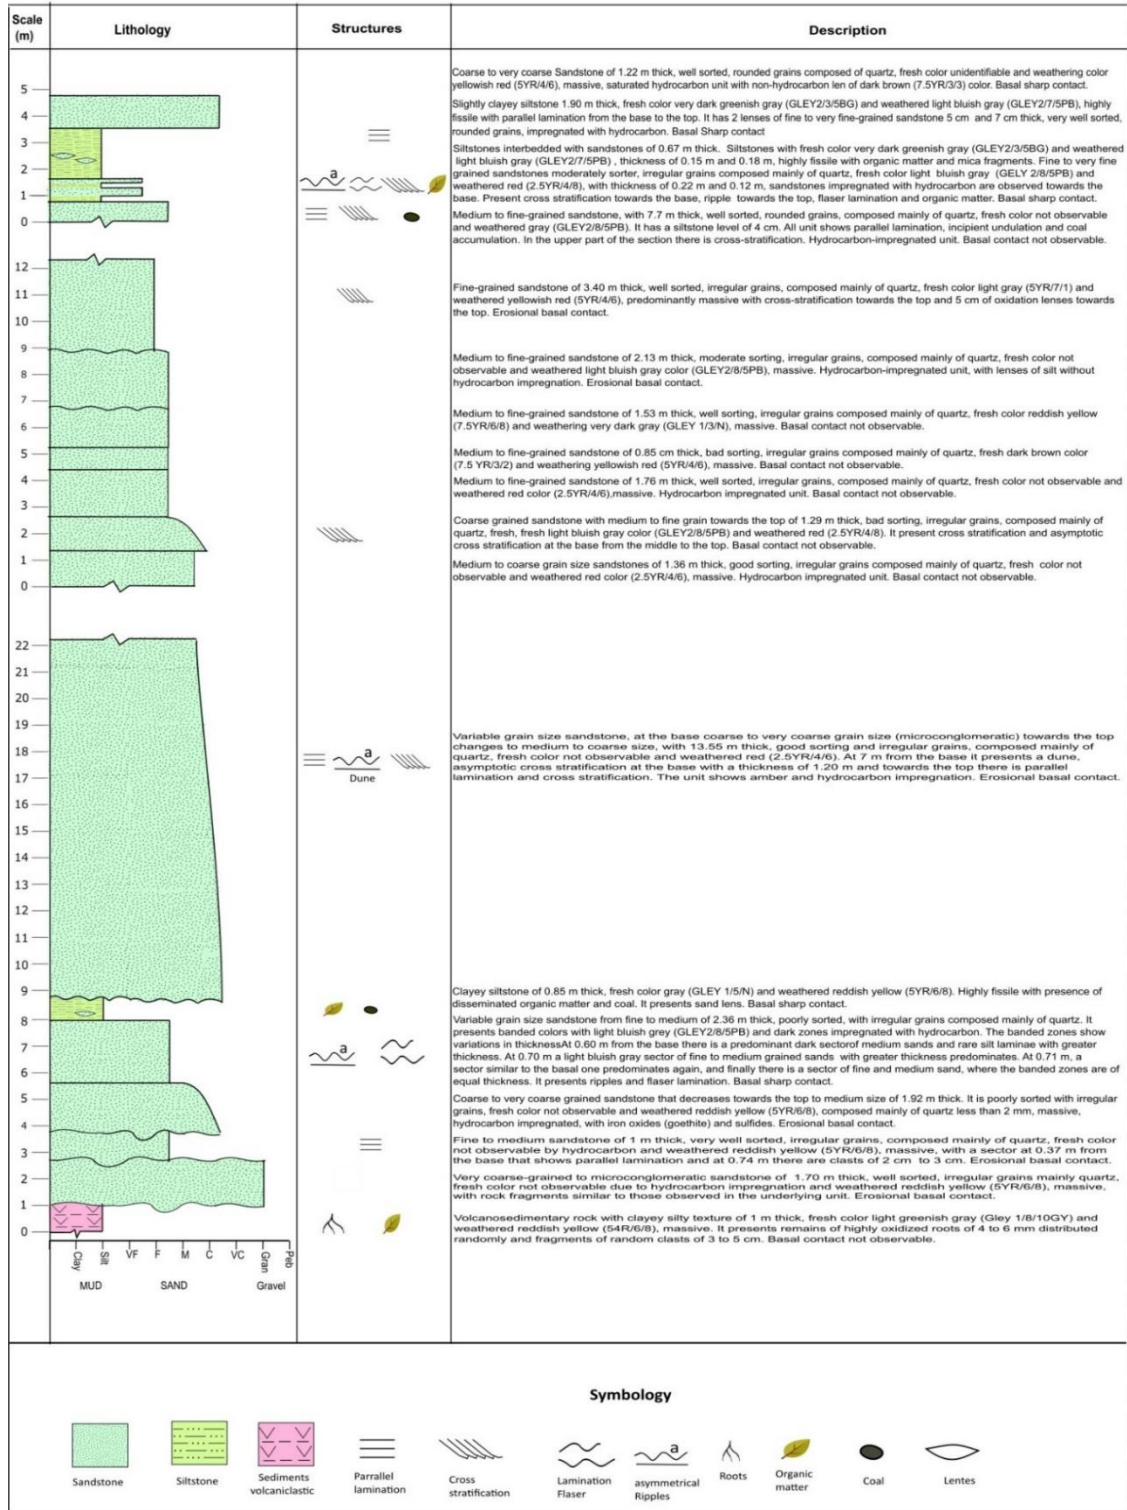 Scale
(m)
Lithology
Structures
Description
5
4
3
2
1
0
a
Coarse to very coarse Sandstone of 1.22 m thick, well sorted, rounded grains composed of quartz, fresh color unidentifiable and weathering color
yellowish red (5YR/4/6), massive, saturated hydrocarbon unit with non-hydrocarbon len of dark brown (7.5YR/3/3) color. Basal sharp contact.
Slightly clayey siltstone 1.90 m thick, fresh color very dark greenish gray (GLEY2/3/5BG) and weathered light bluish gray (GLEY2/7/5PB), highly
fissile with parallel lamination from the base to the top. It has 2 lenses of fine to very fine-grained sandstone 5 cm and 7 cm thick, very well sorted,
rounded grains, impregnated with hydrocarbon. Basal Sharp contact
Siltstones interbedded with sandstones of 0.67 m thick. Siltstones with fresh color very dark greenish gray (GLEY2/3/5BG) and weathered
light bluish gray (GLEY2/7/5PB) , thickness of 0.15 m and 0.18 m, highly fissile with organic matter and mica fragments. Fine to very fine
grained sandstones moderately sorter, irregular grains composed mainly of quartz, fresh color light bluish gray (GELY 2/8/5PB) and
weathered red (2.5YR/4/8), with thickness of 0.22 m and 0.12 m, sandstones impregnated with hydrocarbon are observed towards the
base. Present cross stratification towards the base, ripple towards the top, flaser lamination and organic matter. Basal sharp contact.
Medium to fine-grained sandstone, with 7.7 m thick, well sorted, rounded grains, composed mainly of quartz, fresh color not observable
and weathered gray (GLEY2/8/5PB). It has a siltstone level of 4 cm. All unit shows parallel lamination, incipient undulation and coal
accumulation. In the upper part of the section there is cross-stratification. Hydrocarbon-impregnated unit. Basal contact not observable.
12
11
10
9
8
7
6
5
4
3
2
1
0
Fine-grained sandstone of 3.40 m thick, well sorted, irregular grains, composed mainly of quartz, fresh color light gray (5YR/7/1) and
weathered yellowish red (5YR/4/6), predominantly massive with cross-stratification towards the top and 5 cm of oxidation lenses towards
the top. Erosional basal contact.
Medium to fine-grained sandstone of 2.13 m thick, moderate sorting, irregular grains, composed mainly of quartz, fresh color not
observable and weathered light bluish gray color (GLEY2/8/5PB), massive. Hydrocarbon-impregnated unit, with lenses of silt without
hydrocarbon impregnation. Erosional basal contact.
Medium to fine-grained sandstone of 1.53 m thick, well sorting, irregular grains composed mainly of quartz, fresh color reddish yellow
(7.5YR/6/8) and weathering very dark gray (GLEY 1/3/N), massive. Basal contact not observable.
Medium to fine-grained sandstone of 0.85 cm thick, bad sorting, irregular grains composed mainly of quartz, fresh dark brown color
(7.5 YR/3/2) and weathering yellowish red (5YR/4/6), massive. Basal contact not observable.
Medium to fine-grained sandstone of 1.76 m thick, well sorted, irregular grains, composed mainly of quartz, fresh color not observable and
weathered red color (2.5YR/4/6),massive. Hydrocarbon impregnated unit. Basal contact not observable.
Coarse grained sandstone with medium to fine grain towards the top of 1.29 m thick, bad sorting, irregular grains, composed mainly of
quartz, fresh, fresh light bluish gray color (GLEY2/8/5PB) and weathered red (2.5YR/4/8). It present cross stratification and asymptotic
cross stratification at the base from the middle to the top. Basal contact not observable.
Medium to coarse grain size sandstones of 1.36 m thick, good sorting, irregular grains composed mainly of quartz, fresh color not
observable and weathered red color (2.5YR/4/6), massive. Hydrocarbon impregnated unit. Basal contact not observable.
22
21
20
19
18
17
16
15
14
13
12
11
10
9
8
7
6
5
4
3
2
1
0
a
Dune
a
Variable grain size sandstone, at the base coarse to very coarse grain size (microconglomeratic) towards the top
changes to medium to coarse size, with 13.55 m thick, good sorting and irregular grains, composed mainly of
quartz, fresh color not observable and weathered red (2.5YR/4/6). At 7 m from the base it presents a dune,
asymptotic cross stratification at the base with a thickness of 1.20 m and towards the top there is parallel
lamination and cross stratification. The unit shows amber and hydrocarbon impregnation. Erosional basal contact.
Clayey siltstone of 0.85 m thick, fresh color gray (GLEY 1/5/N) and weathered reddish yellow (5YR/6/8). Highly fissile with presence of
disseminated organic matter and coal. It presents sand lens. Basal sharp contact.
Variable grain size sandstone from fine to medium of 2.36 m thick, poorly sorted, with irregular grains composed mainly of quartz. It
presents banded colors with light bluish grey (GLEY2/8/5PB) and dark zones impregnated with hydrocarbon. The banded zones show
variations in thicknessAt 0.60 m from the base there is a predominant dark sectorof medium sands and rare silt laminae with greater
thickness. At 0.70 m a light bluish gray sector of fine to medium grained sands with greater thickness predominates. At 0.71 m, a
sector similar to the basal one predominates again, and finally there is a sector of fine and medium sand, where the banded zones are of
equal thickness. It presents ripples and flaser lamination. Basal sharp contact.
Coarse to very coarse grained sandstone that decreases towards the top to medium size of 1.92 m thick. It is poorly sorted with irregular
grains, fresh color not observable and weathered reddish yellow (5YR/6/8), composed mainly of quartz less than 2 mm, massive,
hydrocarbon impregnated, with iron oxides (goethite) and sulfides. Erosional basal contact.
Fine to medium sandstone of 1 m thick, very well sorted, irregular grains, composed mainly of quartz, fresh color
not observable by hydrocarbon and weathered reddish yellow (5YR/6/8), massive, with a sector at 0.37 m from
the base that shows parallel lamination and at 0.74 m there are clasts of 2 cm to 3 cm. Erosional basal contact.
Very coarse-grained to microconglomeratic sandstone of 1.70 m thick, well sorted, irregular grains mainly quartz,
fresh color not observable due to hydrocarbon impregnation and weathered reddish yellow (5YR/6/8), massive,
with rock fragments similar to those observed in the underlying unit. Erosional basal contact.
Volcanosedimentary rock with clayey silty texture of 1 m thick, fresh color light greenish gray (Gley 1/8/10GY) and
weathered reddish yellow (54R/6/8), massive. It presents remains of highly oxidized roots of 4 to 6 mm distributed
randomly and fragments of random clasts of 3 to 5 cm. Basal contact not observable.
Clay Silt VF F M C VC Gran Peb
MUD SAND Gravel
Symbology
a
Sandstone
Siltstone
Sediments
volcaniclastic
Parrallel
lamination
Cross
stratification
Lamination
Flaser
asymmetrical
Ripples
Roots
Organic
matter
Coal
Lentes